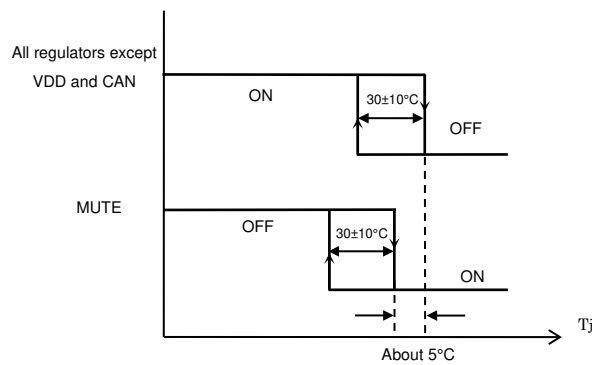 All regulators except
VDD and CAN
ON
30±10°C
OFF
MUTE
OFF
30±10°C
ON
Tj
About 5°C